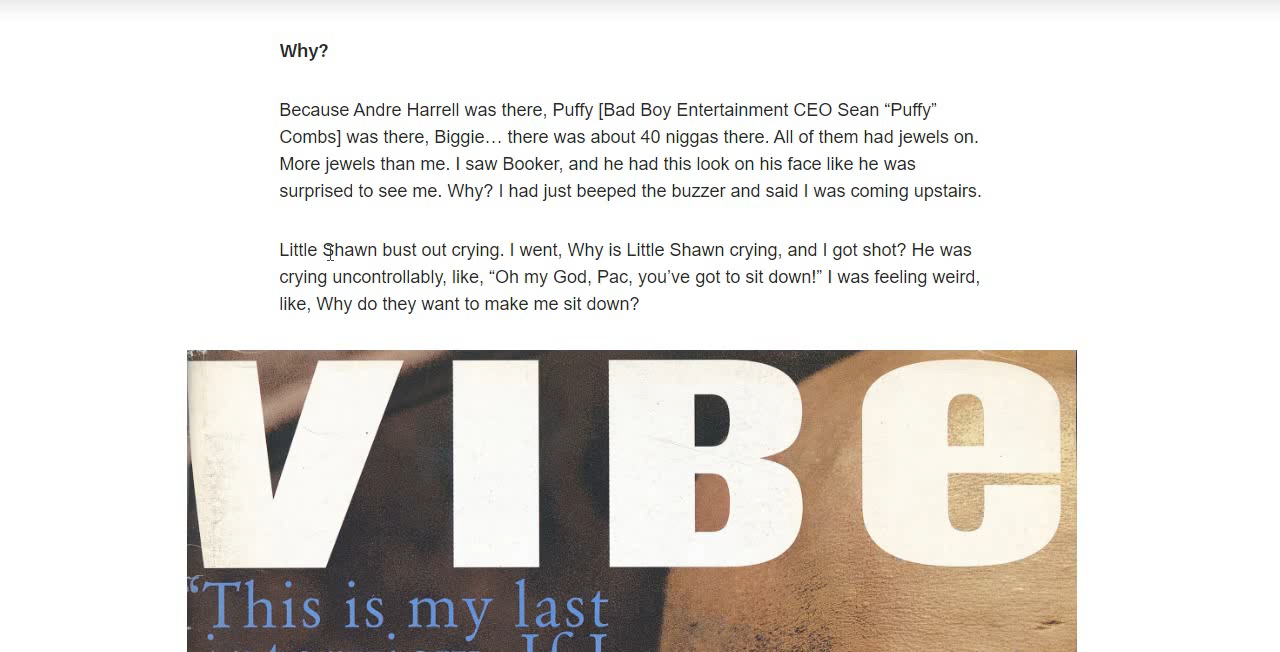 Why?
Because Andre Harrell was there, Puffy [Bad Boy Entertainment CEO Sean “Puffy”
Combs] was there, Biggie… there was about 40 niggas there. All of them had jewels on.
More jewels than me. I saw Booker, and he had this look on his face like he was
surprised to see me. Why? I had just beeped the buzzer and said I was coming upstairs.
Little Shawn bust out crying. I went, Why is Little Shawn crying, and I got shot? He was
crying uncontrollably, like, “Oh my God, Pac, you’ve got to sit down!” I was feeling weird,
like, Why do they want to make me sit down?
VIBe
“This is my last